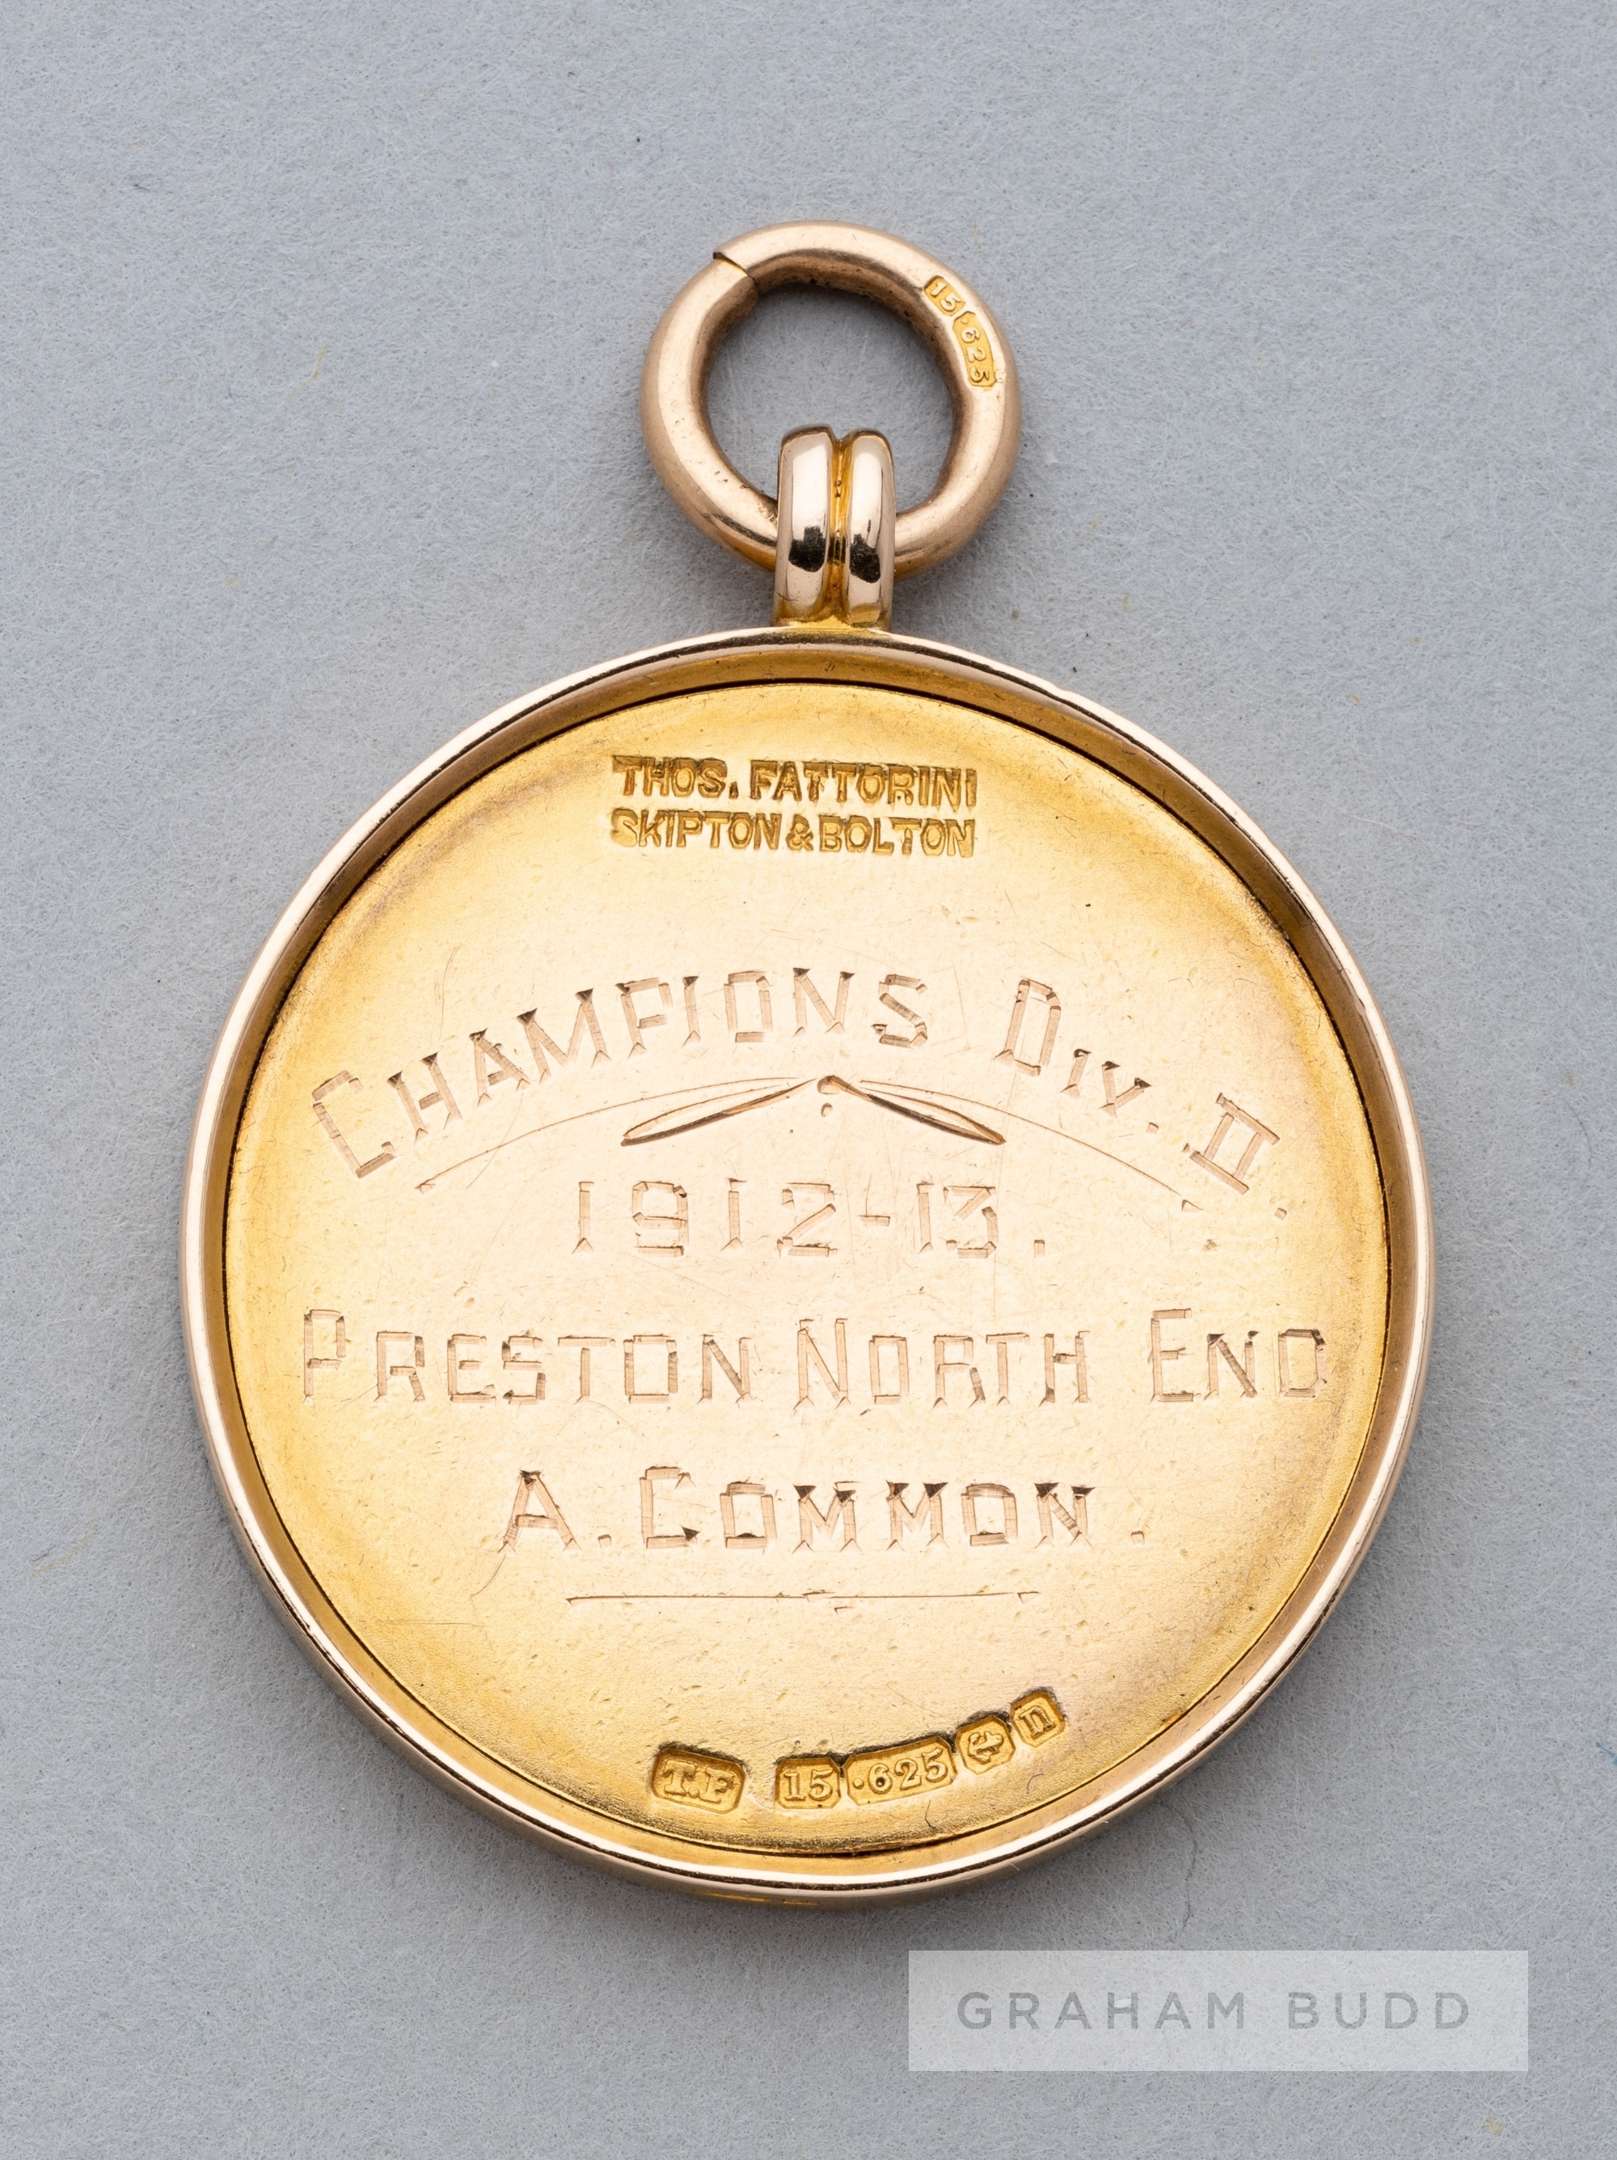 15 .625
THOS. FATTORINI
SKIPTON & BOLTON
CHAMPIONS DIV. II.
1912-13.
PRESTON NORTH END
A. COMMON.
T.F 15 .625 n
GRAHAM BUDD